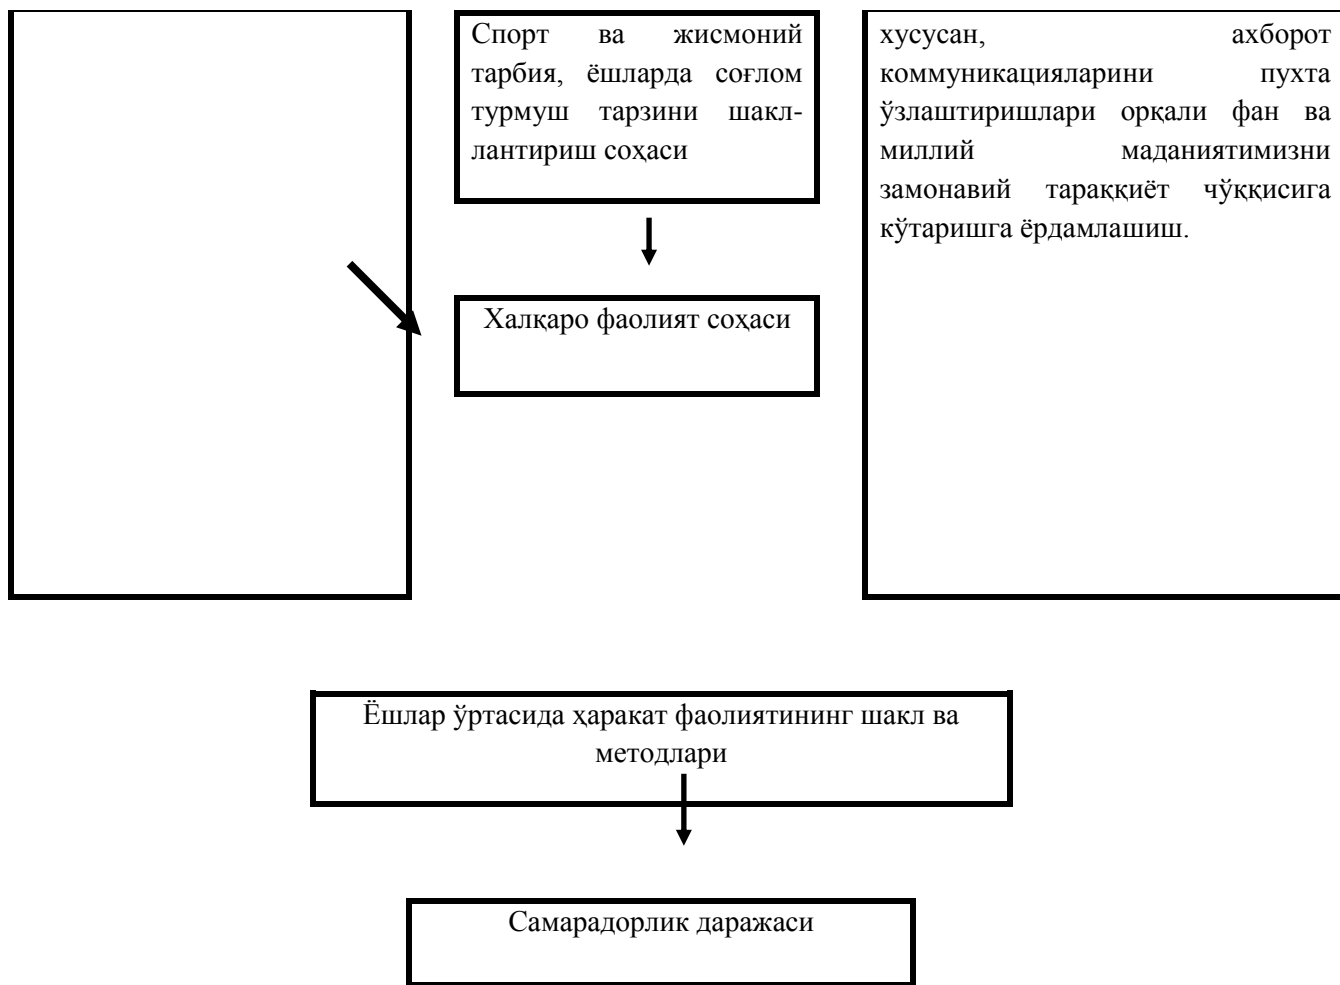 Спорт ва жисмоний
тарбия, ёшларда соғлом
турмуш тарзини шакл-
лантириш соҳаси
Халқаро фаолият соҳаси
хусусан, ахборот
коммуникацияларини пухта
ўзлаштиришлари орқали фан ва
миллий маданиятимизни
замонавий тараққиёт чўққисига
кўтаришга ёрдамлашиш.
Ёшлар ўртасида ҳаракат фаолиятининг шакл ва
методлари
Самарадорлик даражаси